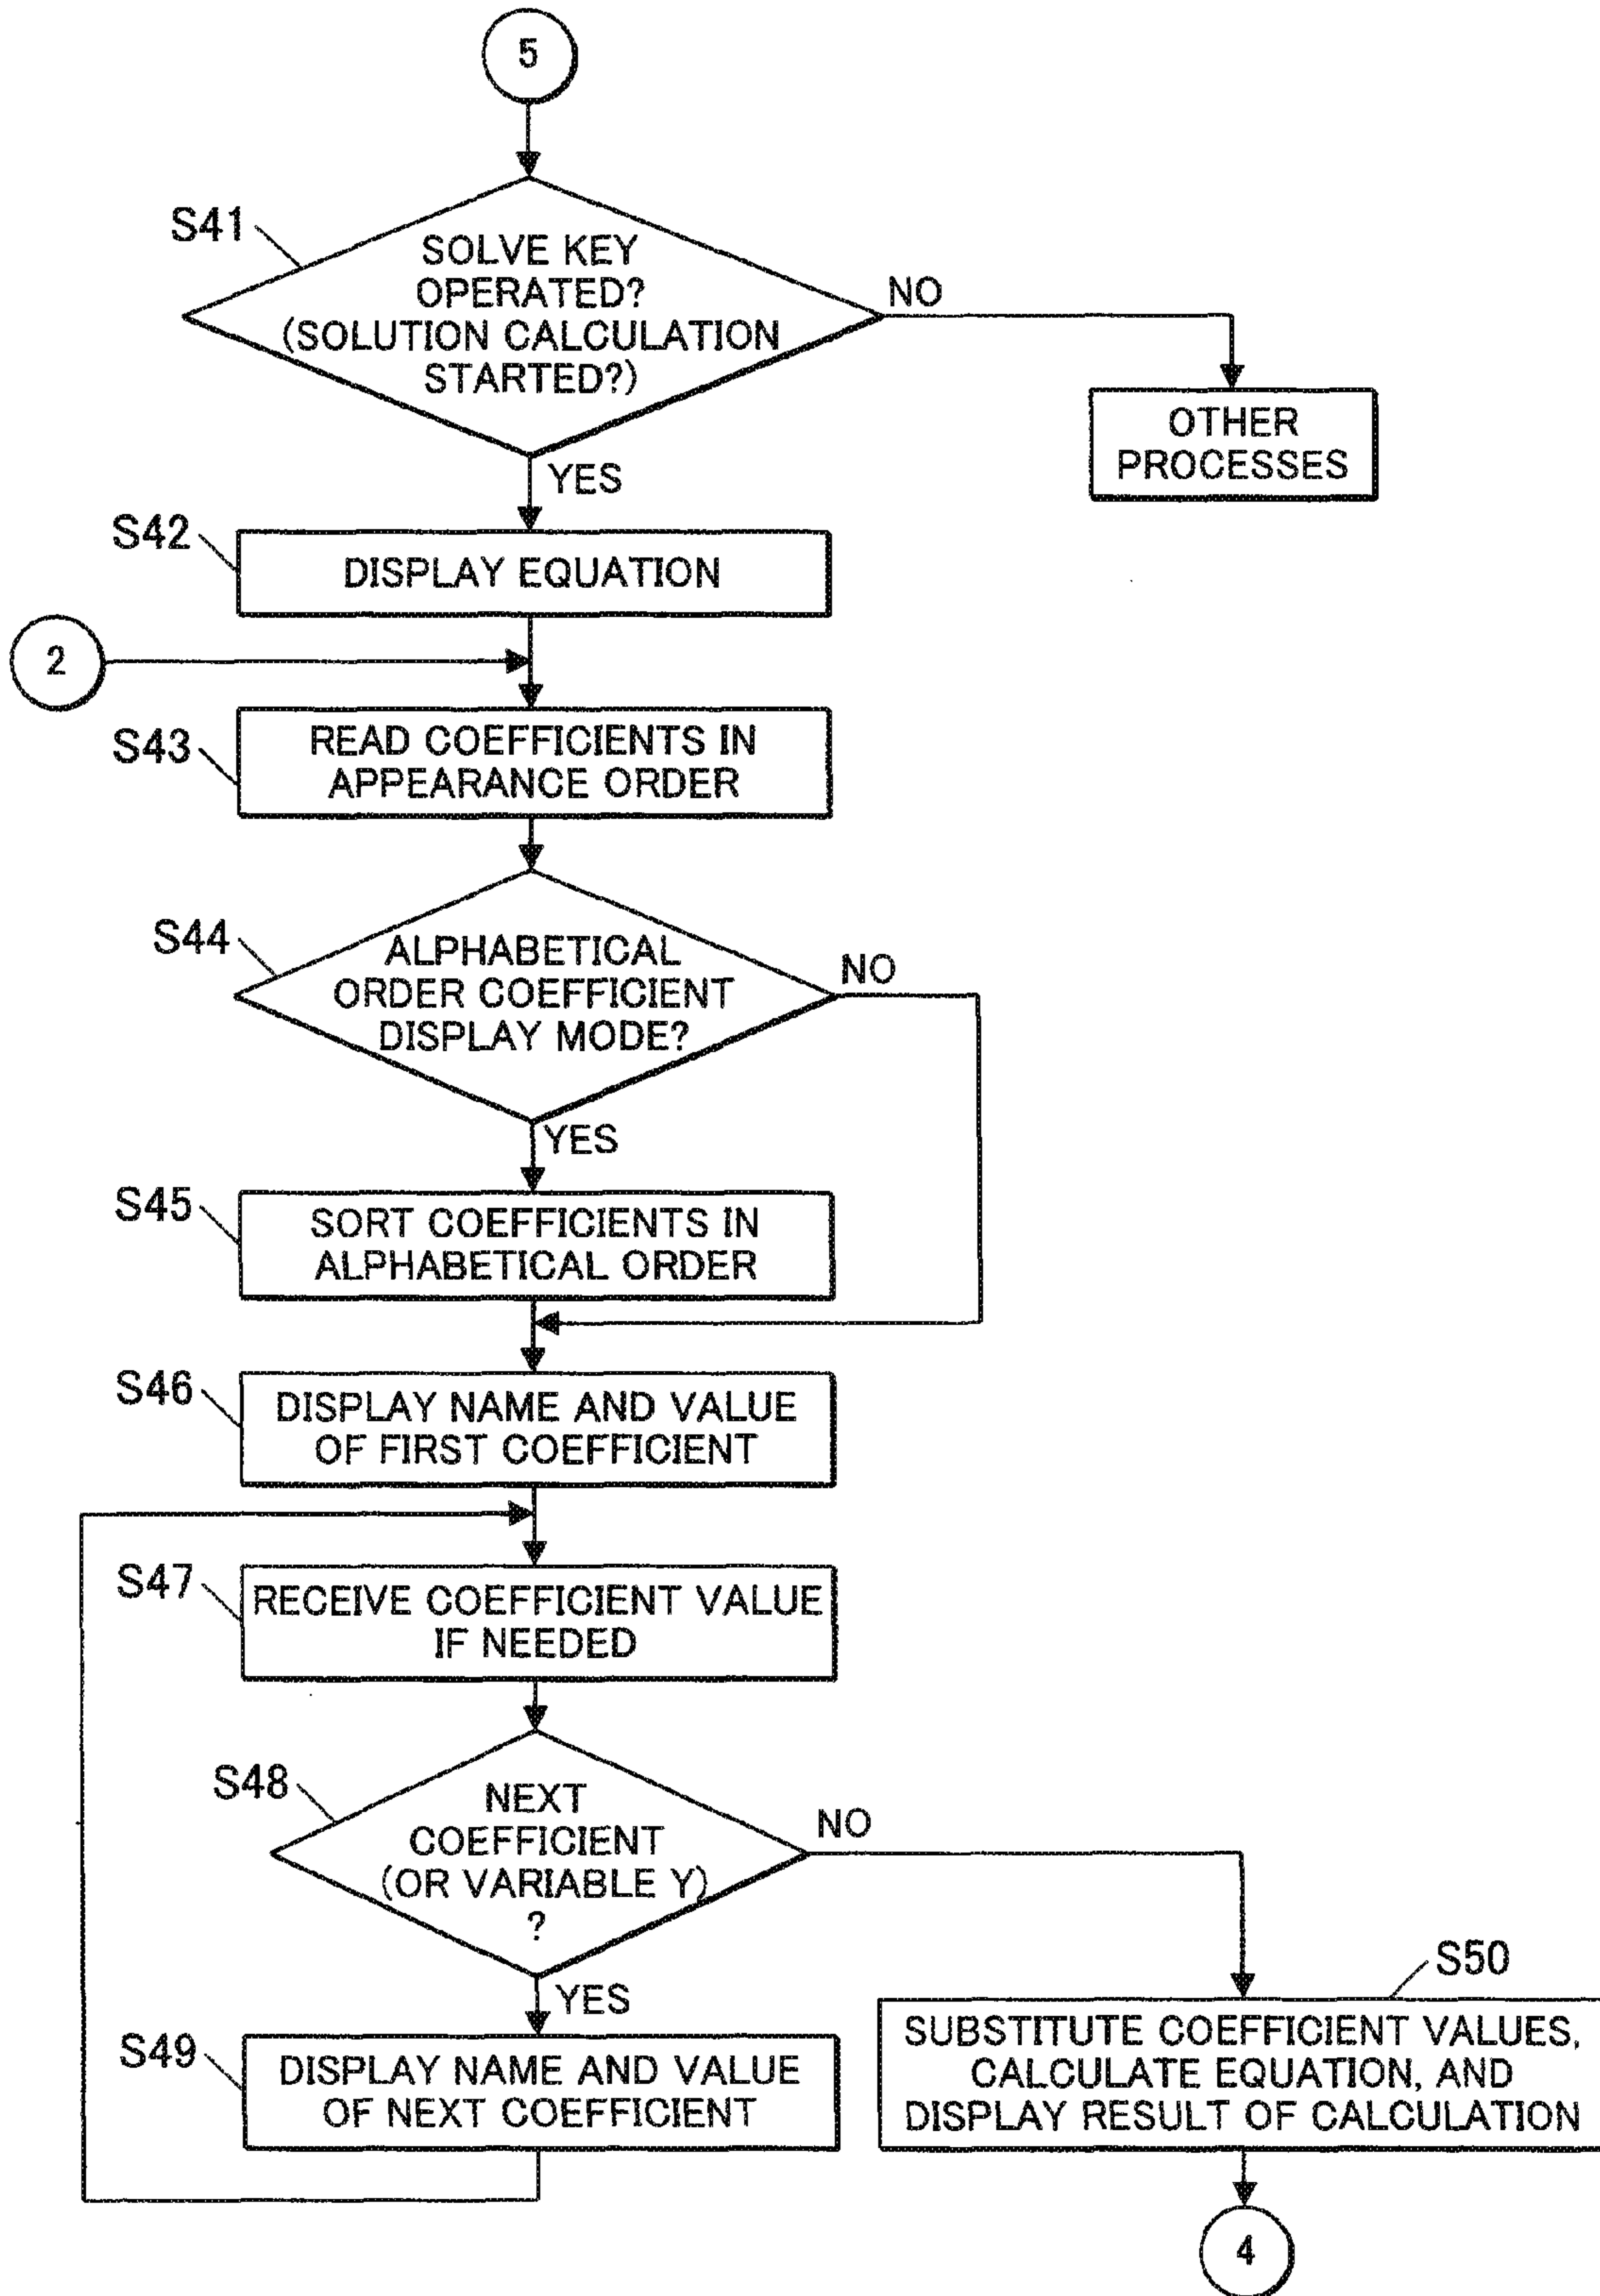 5
S41
SOLVE KEY
OPERATED?
(SOLUTION CALCULATION
STARTED?)
NO
OTHER
PROCESSES
YES
S42
DISPLAY EQUATION
2
S43
READ COEFFICIENTS IN
APPEARANCE ORDER
S44
ALPHABETICAL
ORDER COEFFICIENT
DISPLAY MODE?
NO
YES
S45
SORT COEFFICIENTS IN
ALPHABETICAL ORDER
S46
DISPLAY NAME AND VALUE
OF FIRST COEFFICIENT
S47
RECEIVE COEFFICIENT VALUE
IF NEEDED
S48
NEXT
COEFFICIENT
(OR VARIABLE Y)
?
NO
YES
S49
DISPLAY NAME AND VALUE
OF NEXT COEFFICIENT
S50
SUBSTITUTE COEFFICIENT VALUES,
CALCULATE EQUATION, AND
DISPLAY RESULT OF CALCULATION
4